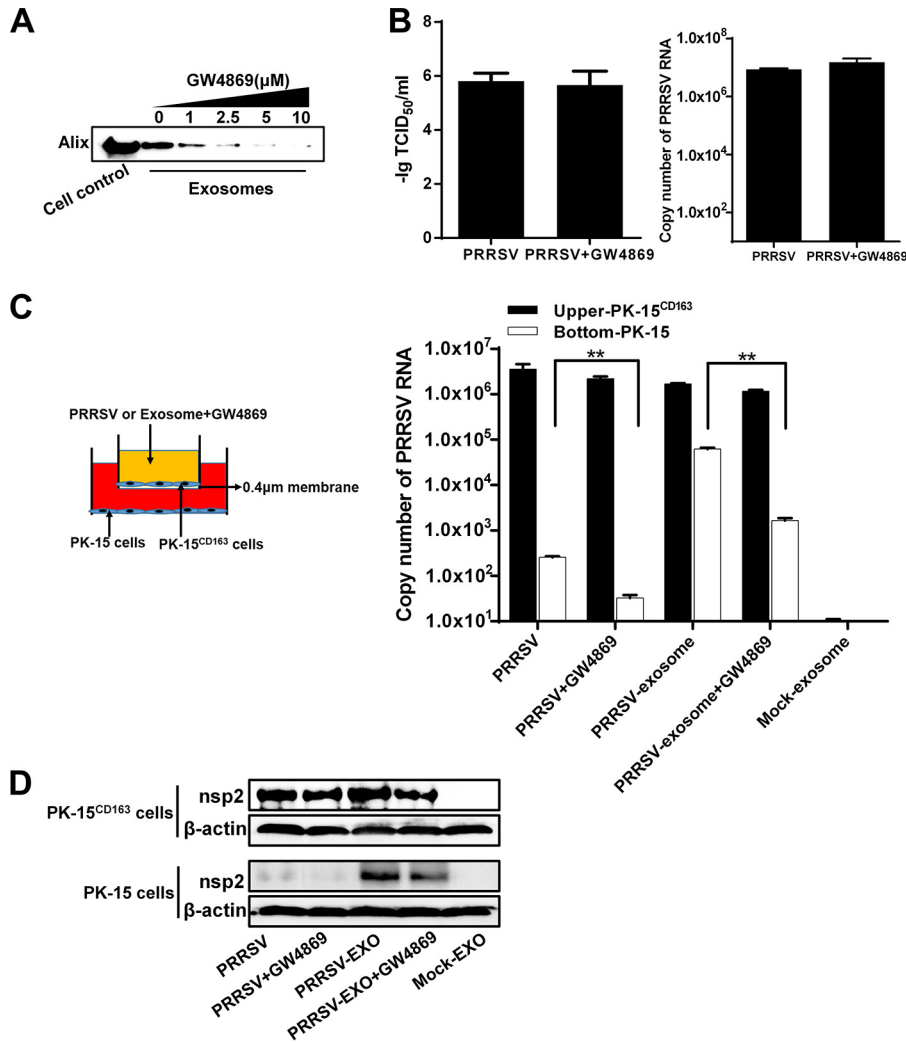 A
GW4869(μM)
0 1 2.5 5 10
Alix
Cell control
Exosomes
B
8
6
4
2
0
-lg TCID50/ml
PRRSV PRRSV+GW4869
1.0x10^8
1.0x10^6
1.0x10^4
1.0x10^2
Copy number of PRRSV RNA
PRRSV PRRSV+GW4869
C
PRRSV or Exosome+GW4869
0.4μm membrane
PK-15 cells
PK-15^CD163 cells
Upper-PK-15^CD163
Bottom-PK-15
1.0x10^7
1.0x10^6
1.0x10^5
1.0x10^4
1.0x10^3
1.0x10^2
1.0x10^1
Copy number of PRRSV RNA
**
**
PRRSV
PRRSV+GW4869
PRRSV-exosome
PRRSV-exosome+GW4869
Mock-exosome
D
PK-15^CD163 cells
nsp2
β-actin
PK-15 cells
nsp2
β-actin
PRRSV
PRRSV+GW4869
PRRSV-EXO
PRRSV-EXO+GW4869
Mock-EXO